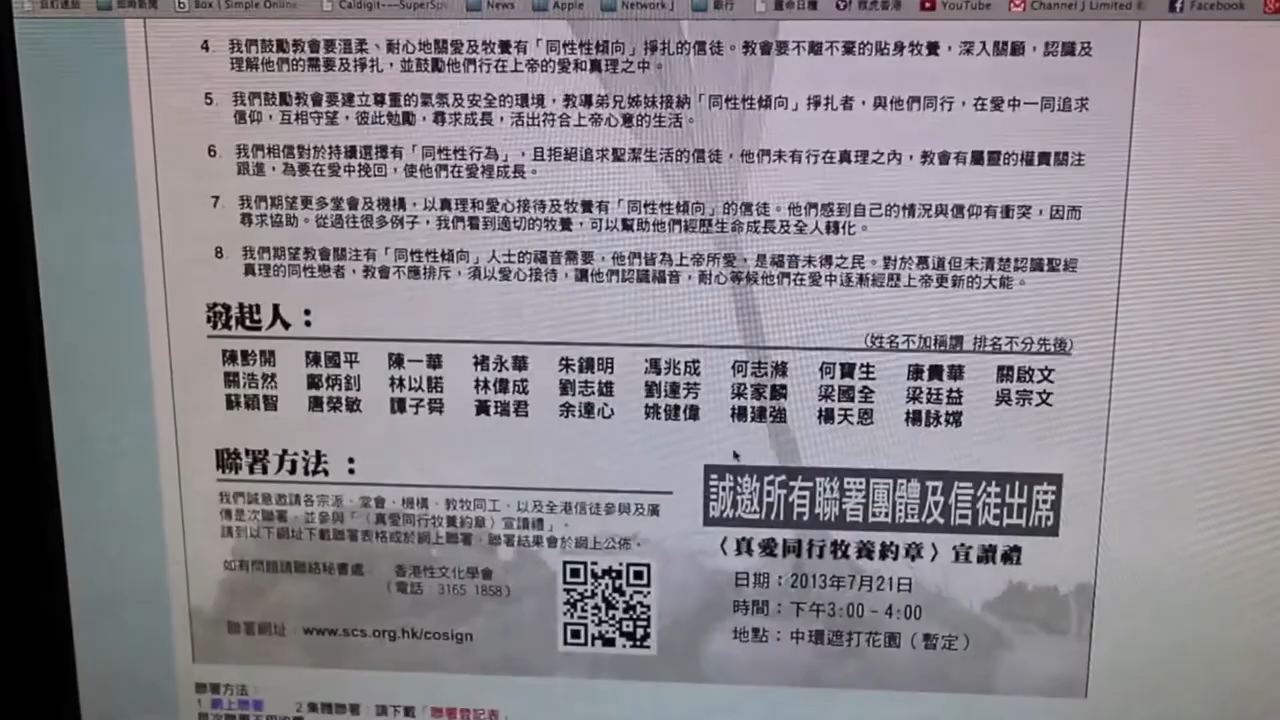 自訂連結 即時新聞 Box | Simple Online Caldigit---SuperSp News Apple Network J 銀行 蘋果香港 YouTube Channel J Limited Facebook
4. 我們鼓勵教會要溫柔、耐心地關愛及牧養有「同性性傾向」掙扎的信徒。教會要不離不棄的貼身牧養，深入關顧，認識及
理解他們的需要及掙扎，並鼓勵他們行在上帝的愛和真理之中。
5. 我們鼓勵教會要建立尊重的氣氛及安全的環境，教導弟兄姊妹接納「同性性傾向」掙扎者，與他們同行，在愛中一同追求
信仰，互相守望，彼此勉勵，尋求成長，活出符合上帝心意的生活。
6. 我們相信對於持續選擇有「同性性行為」，且拒絕追求聖潔生活的信徒，他們未有行在真理之內，教會有屬靈的權責關注
跟進，為要在愛中挽回，使他們在愛裡成長。
7. 我們期望更多堂會及機構，以真理和愛心接待及牧養有「同性性傾向」的信徒。他們感到自己的情況與信仰有衝突，因而
尋求協助。從過往很多例子，我們看到適切的牧養，可以幫助他們經歷生命成長及全人轉化。
8. 我們期望教會關注有「同性性傾向」人士的福音需要，他們皆為上帝所愛，是福音未得之民。對於慕道但未清楚認識聖經
真理的同性戀者，教會不應排斥，須以愛心接待，讓他們認識福音，耐心等候他們在愛中逐漸經歷上帝更新的大能。
發起人：
（姓名不加稱謂 排名不分先後）
陳黔開 陳國平 陳一華 褚永華 朱鏡明 馮兆成 何志滌 何寶生 康貴華 關啟文
關浩然 鄺炳釗 林以諾 林偉成 劉志雄 劉達芳 梁家麟 梁國全 梁廷益 吳宗文
蘇穎智 唐榮敏 譚子舜 黃瑞君 余達心 姚健偉 楊建強 楊天恩 楊詠嫦
聯署方法：
我們誠意邀請各宗派、堂會、機構、教牧同工，以及全港信徒參與及廣
傳是次聯署，並參與「〈真愛同行牧養約章〉宣讀禮」。
請到以下網址下載聯署表格或於網上聯署，聯署結果會於網上公佈。
如有問題請聯絡秘書處： 香港性文化學會
（電話：3165 1858）
聯署網址：www.scs.org.hk/cosign
誠邀所有聯署團體及信徒出席
〈真愛同行牧養約章〉宣讀禮
日期：2013年7月21日
時間：下午3:00－4:00
地點：中環遮打花園（暫定）
聯署方法
1. 網上聯署 2.集體聯署：請下載「聯署登記表」